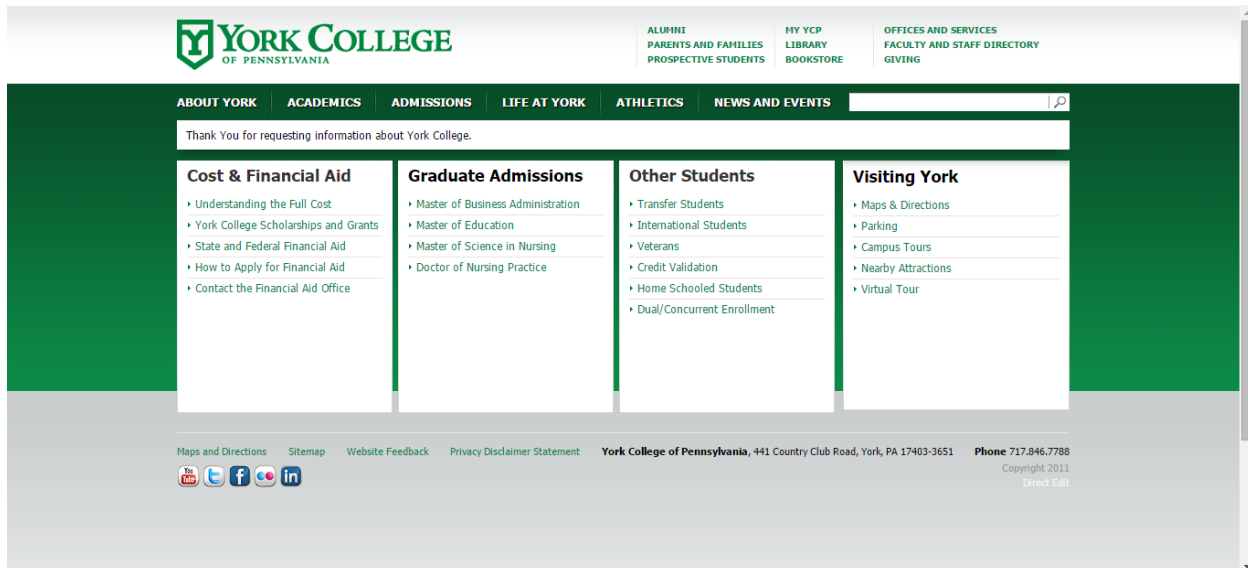 YORK COLLEGE
OF PENNSYLVANIA
ALUMNI
PARENTS AND FAMILIES
PROSPECTIVE STUDENTS
MY YCP
LIBRARY
BOOKSTORE
OFFICES AND SERVICES
FACULTY AND STAFF DIRECTORY
GIVING
ABOUT YORK ACADEMICS ADMISSIONS LIFE AT YORK ATHLETICS NEWS AND EVENTS
Thank You for requesting information about York College.
Cost & Financial Aid
Understanding the Full Cost
York College Scholarships and Grants
State and Federal Financial Aid
How to Apply for Financial Aid
Contact the Financial Aid Office
Graduate Admissions
Master of Business Administration
Master of Education
Master of Science in Nursing
Doctor of Nursing Practice
Other Students
Transfer Students
International Students
Veterans
Credit Validation
Home Schooled Students
Dual/Concurrent Enrollment
Visiting York
Maps & Directions
Parking
Campus Tours
Nearby Attractions
Virtual Tour
Maps and Directions Sitemap Website Feedback Privacy Disclaimer Statement York College of Pennsylvania, 441 Country Club Road, York, PA 17403-3651 Phone 717.846.7788
You Tube
Copyright 2011
Direct Edit